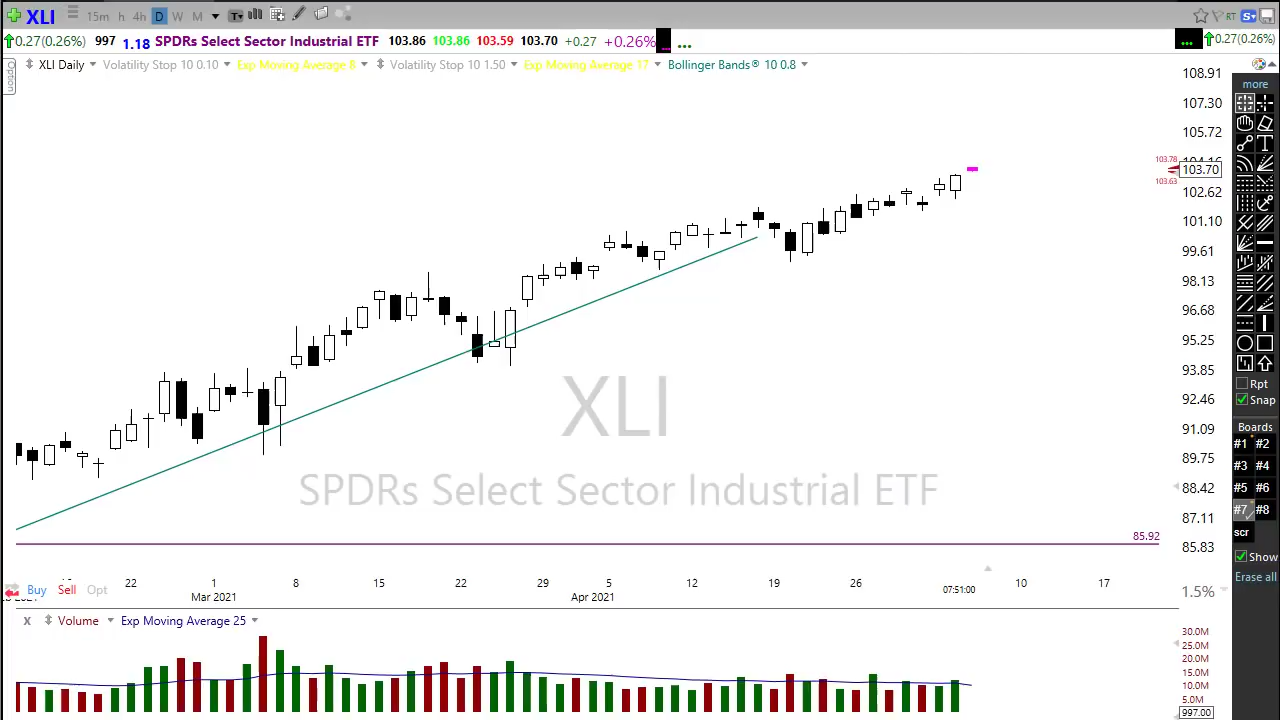 XLI 15m h 4h D W M T RT S
0.27(0.26%) 997 1.18 SPDRs Select Sector Industrial ETF 103.86 103.86 103.59 103.70 +0.27 +0.26% ... ... ... 0.27(0.26%)
Option XLI Daily Volatility Stop 10 0.10 Exp Moving Average 8 Volatility Stop 10 1.50 Exp Moving Average 17 Bollinger Bands® 10 0.8
108.91
107.30
105.72
103.78
103.70
103.63
102.62
101.10
99.61
98.13
96.68
95.25
93.85
92.46
91.09
89.75
88.42
87.11
85.92
85.83
XLI
SPDRs Select Sector Industrial ETF
more
T
Rpt
Snap
Boards
#1 #2
#3 #4
#5 #6
#7 #8
scr
Show
Erase all
22 1 8 15 22 29 5 12 19 26 10 17
Buy Sell Opt
Mar 2021 Apr 2021 07:51:00
1.5%
X Volume Exp Moving Average 25
30.0M
25.0M
20.0M
15.0M
10.0M
5.0M
997.00